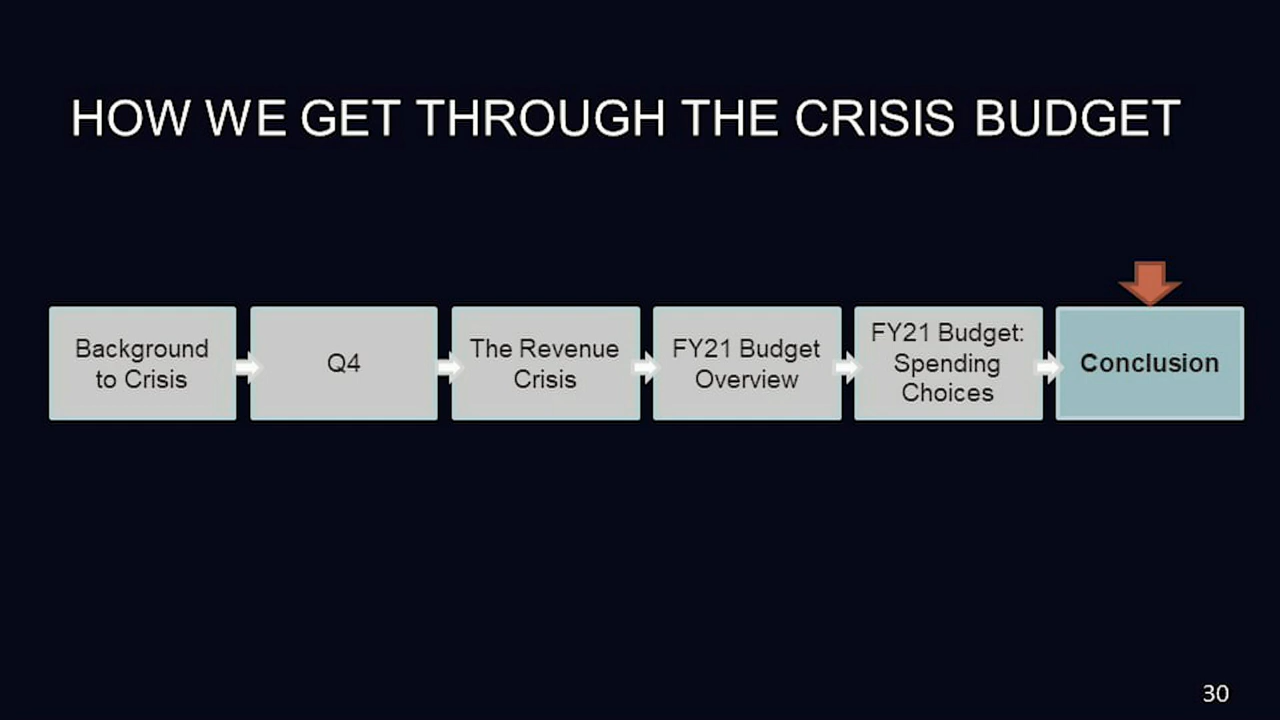 HOW WE GET THROUGH THE CRISIS BUDGET
Background
to Crisis
Q4
The Revenue
Crisis
FY21 Budget
Overview
FY21 Budget:
Spending
Choices
Conclusion
30